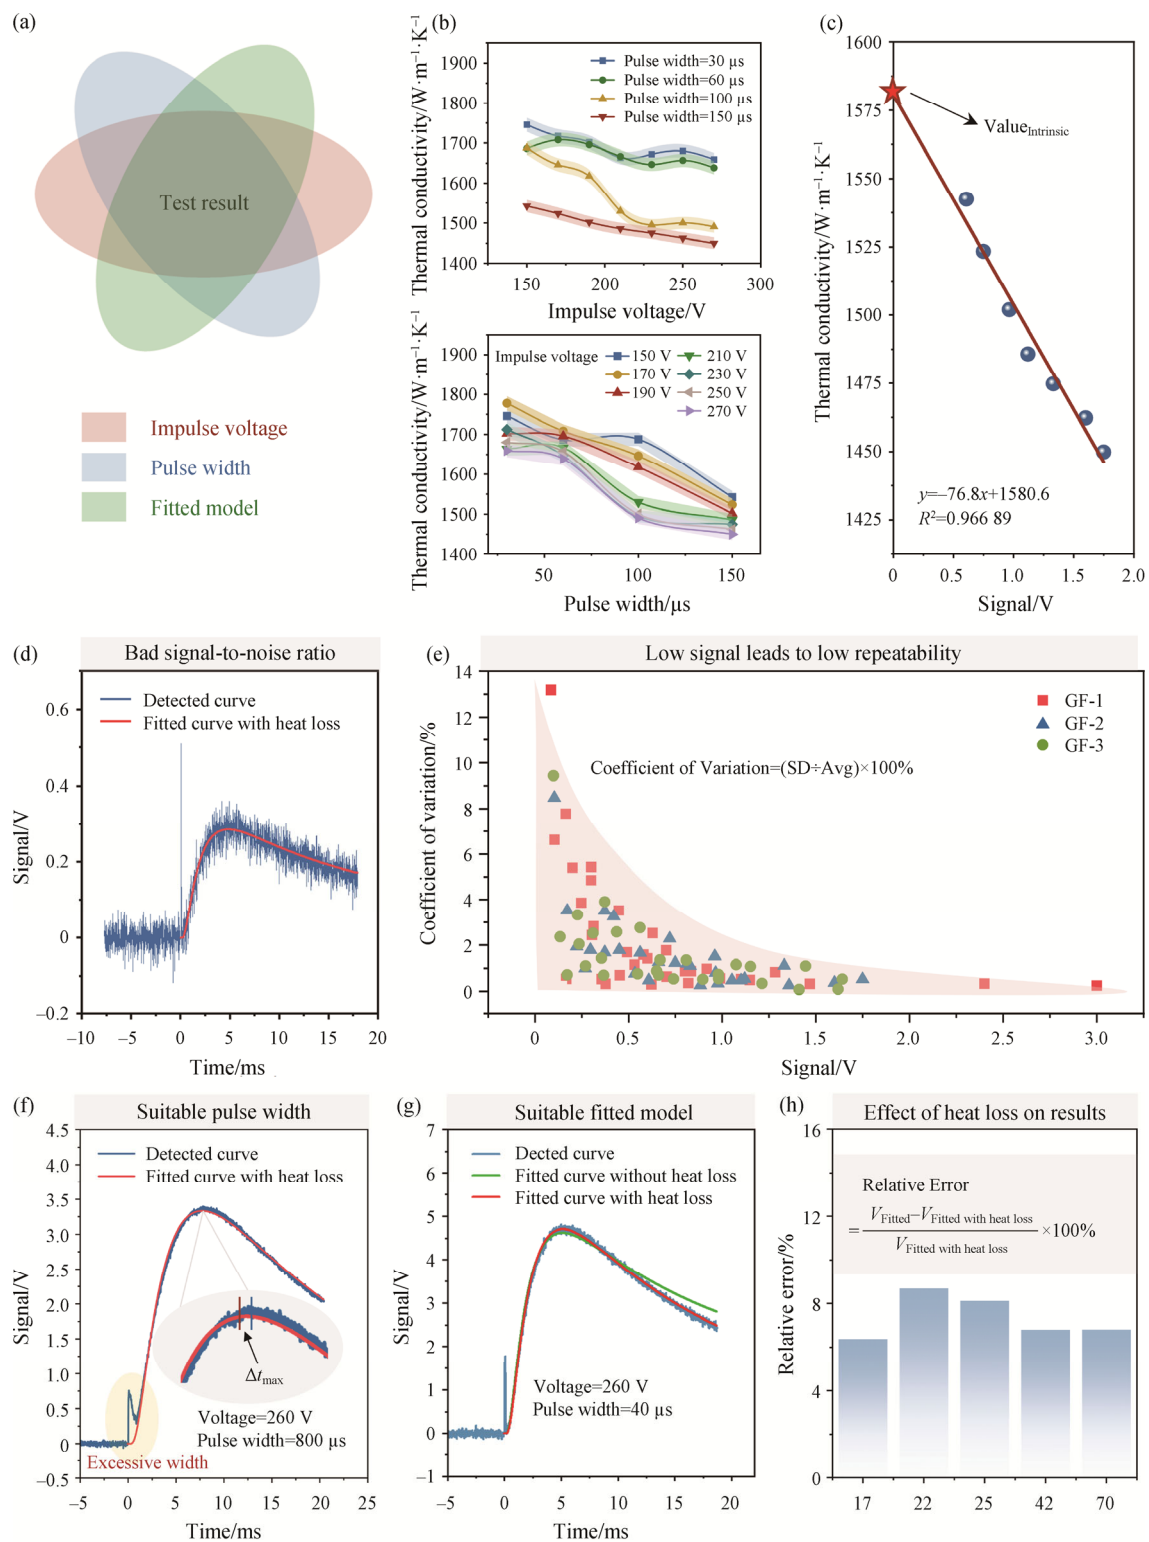 (a)
Test result
Impulse voltage
Pulse width
Fitted model
(b)
Thermal conductivity/W·m⁻¹·K⁻¹
1900
1800
1700
1600
1500
1400
Pulse width=30 µs
Pulse width=60 µs
Pulse width=100 µs
Pulse width=150 µs
150 200 250 300
Impulse voltage/V
Thermal conductivity/W·m⁻¹·K⁻¹
1900
1800
1700
1600
1500
1400
Impulse voltage
150 V
210 V
170 V
230 V
190 V
250 V
270 V
50 100 150
Pulse width/µs
(c)
Thermal conductivity/W·m⁻¹·K⁻¹
1600
1575
1550
1525
1500
1475
1450
1425
Value_Intrinsic
y=–76.8x+1580.6
R²=0.966 89
0 0.5 1.0 1.5 2.0
Signal/V
(d)
Bad signal-to-noise ratio
Signal/V
0.6
0.4
0.2
0
–0.2
Detected curve
Fitted curve with heat loss
–10 –5 0 5 10 15 20
Time/ms
(e)
Low signal leads to low repeatability
Coefficient of variation/%
14
12
10
8
6
4
2
0
Coefficient of Variation=(SD÷Avg)×100%
GF-1
GF-2
GF-3
0 0.5 1.0 1.5 2.0 2.5 3.0
Signal/V
(f)
Suitable pulse width
Signal/V
4.5
4.0
3.5
3.0
2.5
2.0
1.5
1.0
0.5
0
–0.5
Detected curve
Fitted curve with heat loss
Δt_max
Voltage=260 V
Pulse width=800 µs
Excessive width
–5 0 5 10 15 20 25
Time/ms
(g)
Suitable fitted model
Signal/V
7
6
5
4
3
2
1
0
–1
Dected curve
Fitted curve without heat loss
Fitted curve with heat loss
Voltage=260 V
Pulse width=40 µs
–5 0 5 10 15 20
Time/ms
(h)
Effect of heat loss on results
Relative error/%
16
12
8
4
0
Relative Error
V_Fitted–V_Fitted with heat loss
= ×100%
V_Fitted with heat loss
17 22 25 42 70